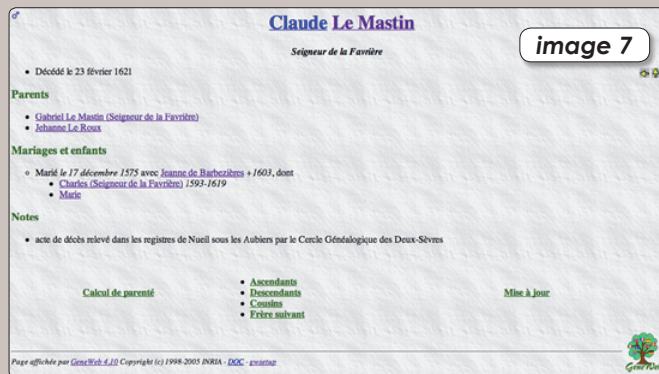 Claude Le Mastin
image 7
Seigneur de la Favrière
• Décédé le 23 février 1621
Parents
• Gabriel Le Mastin (Seigneur de la Favrière)
• Jehanne Le Roux
Mariages et enfants
○ Marié le 17 décembre 1575 avec Jeanne de Barbezières +1603, dont
• Charles (Seigneur de la Favrière) 1593-1619
• Marie
Notes
• acte de décès relevé dans les registres de Nueil sous les Aubiers par le Cercle Généalogique des Deux-Sèvres
• Ascendants
Calcul de parenté • Descendants Mise à jour
• Cousins
• Frère suivant
Page affichée par GeneWeb 4.10 Copyright (c) 1998-2005 INRIA - DOC - gwsetup
GeneWeb